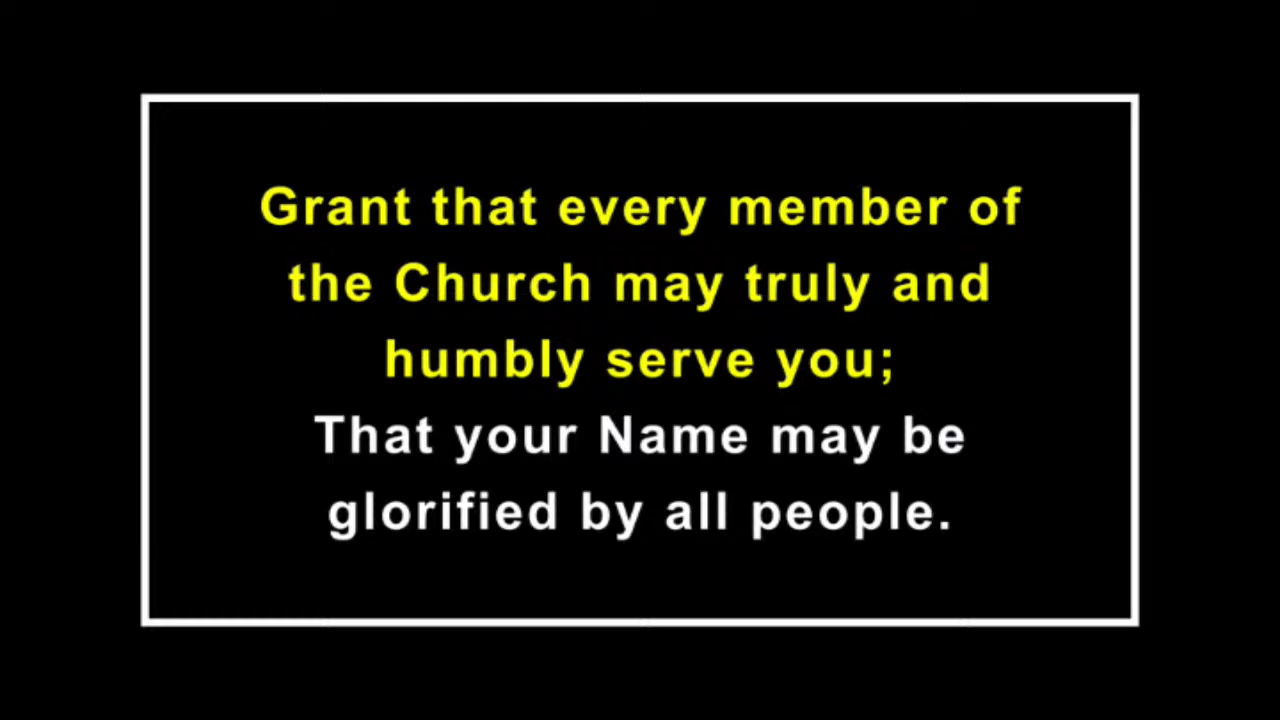 Grant that every member of
the Church may truly and
humbly serve you;
That your Name may be
glorified by all people.